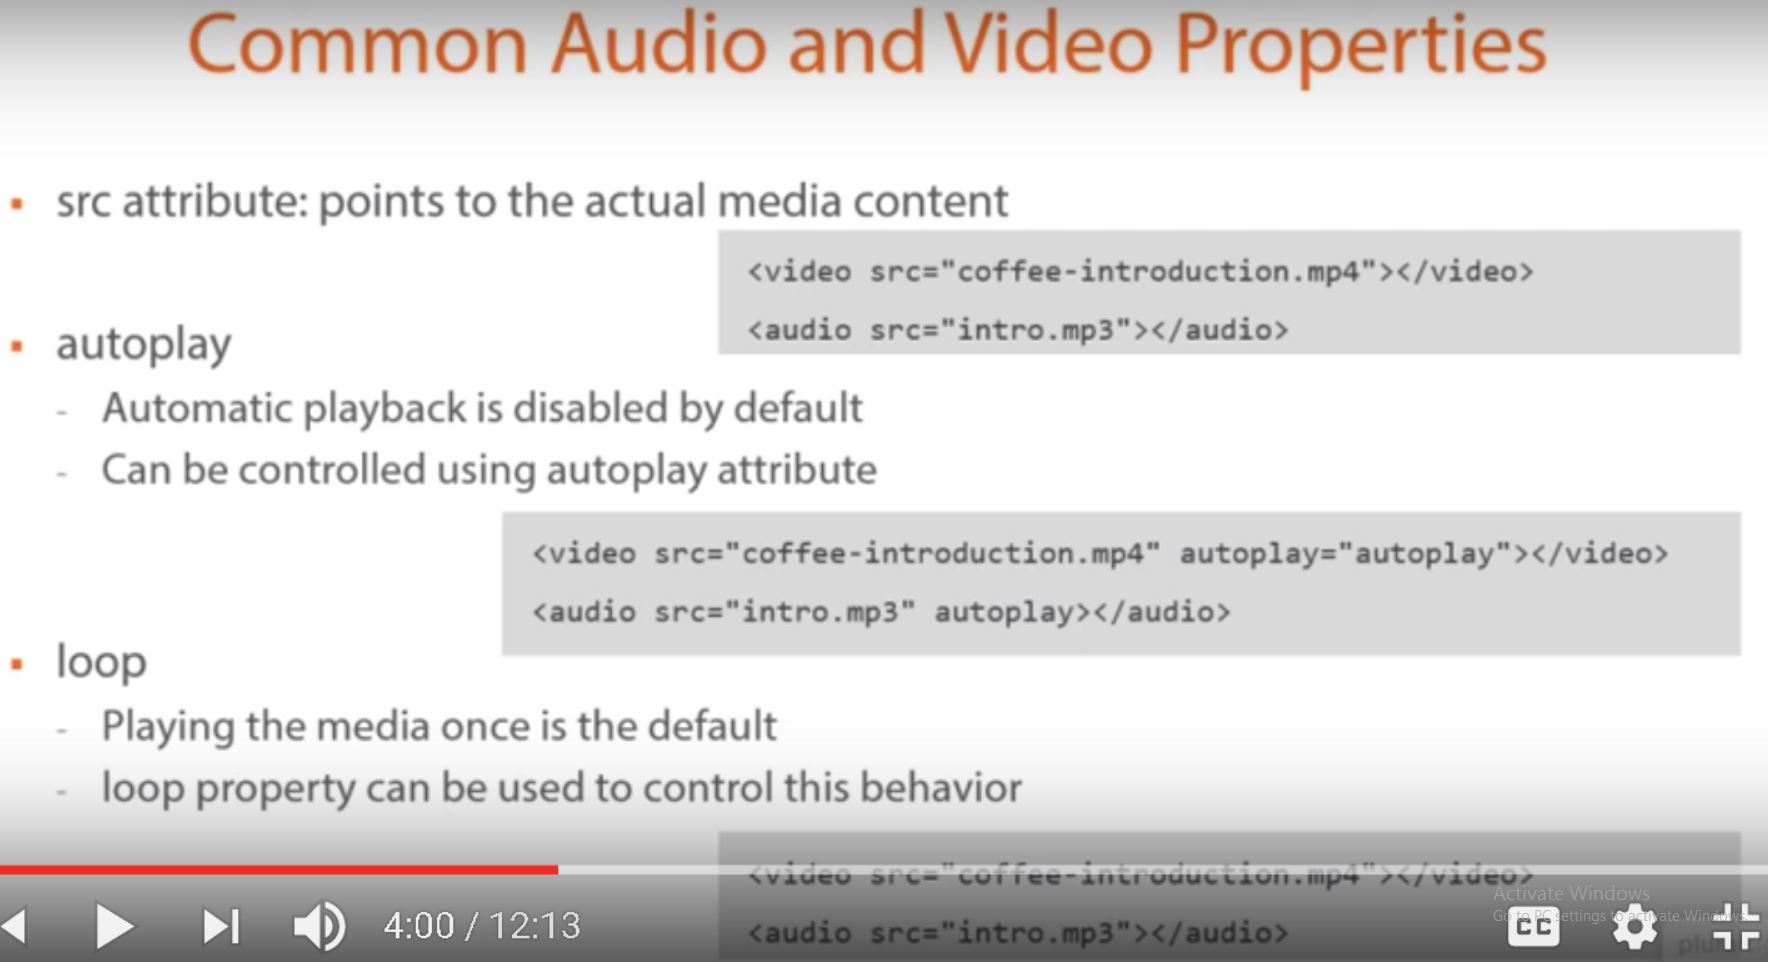 Common Audio and Video Properties
▪ src attribute: points to the actual media content
<video src="coffee-introduction.mp4"></video>
<audio src="intro.mp3"></audio>
▪ autoplay
- Automatic playback is disabled by default
- Can be controlled using autoplay attribute
<video src="coffee-introduction.mp4" autoplay="autoplay"></video>
<audio src="intro.mp3" autoplay></audio>
▪ loop
- Playing the media once is the default
- loop property can be used to control this behavior
<video src="coffee-introduction.mp4"></video>
<audio src="intro.mp3"></audio>
4:00 / 12:13
Activate Windows
Go to PC settings to activate Windows.
CC